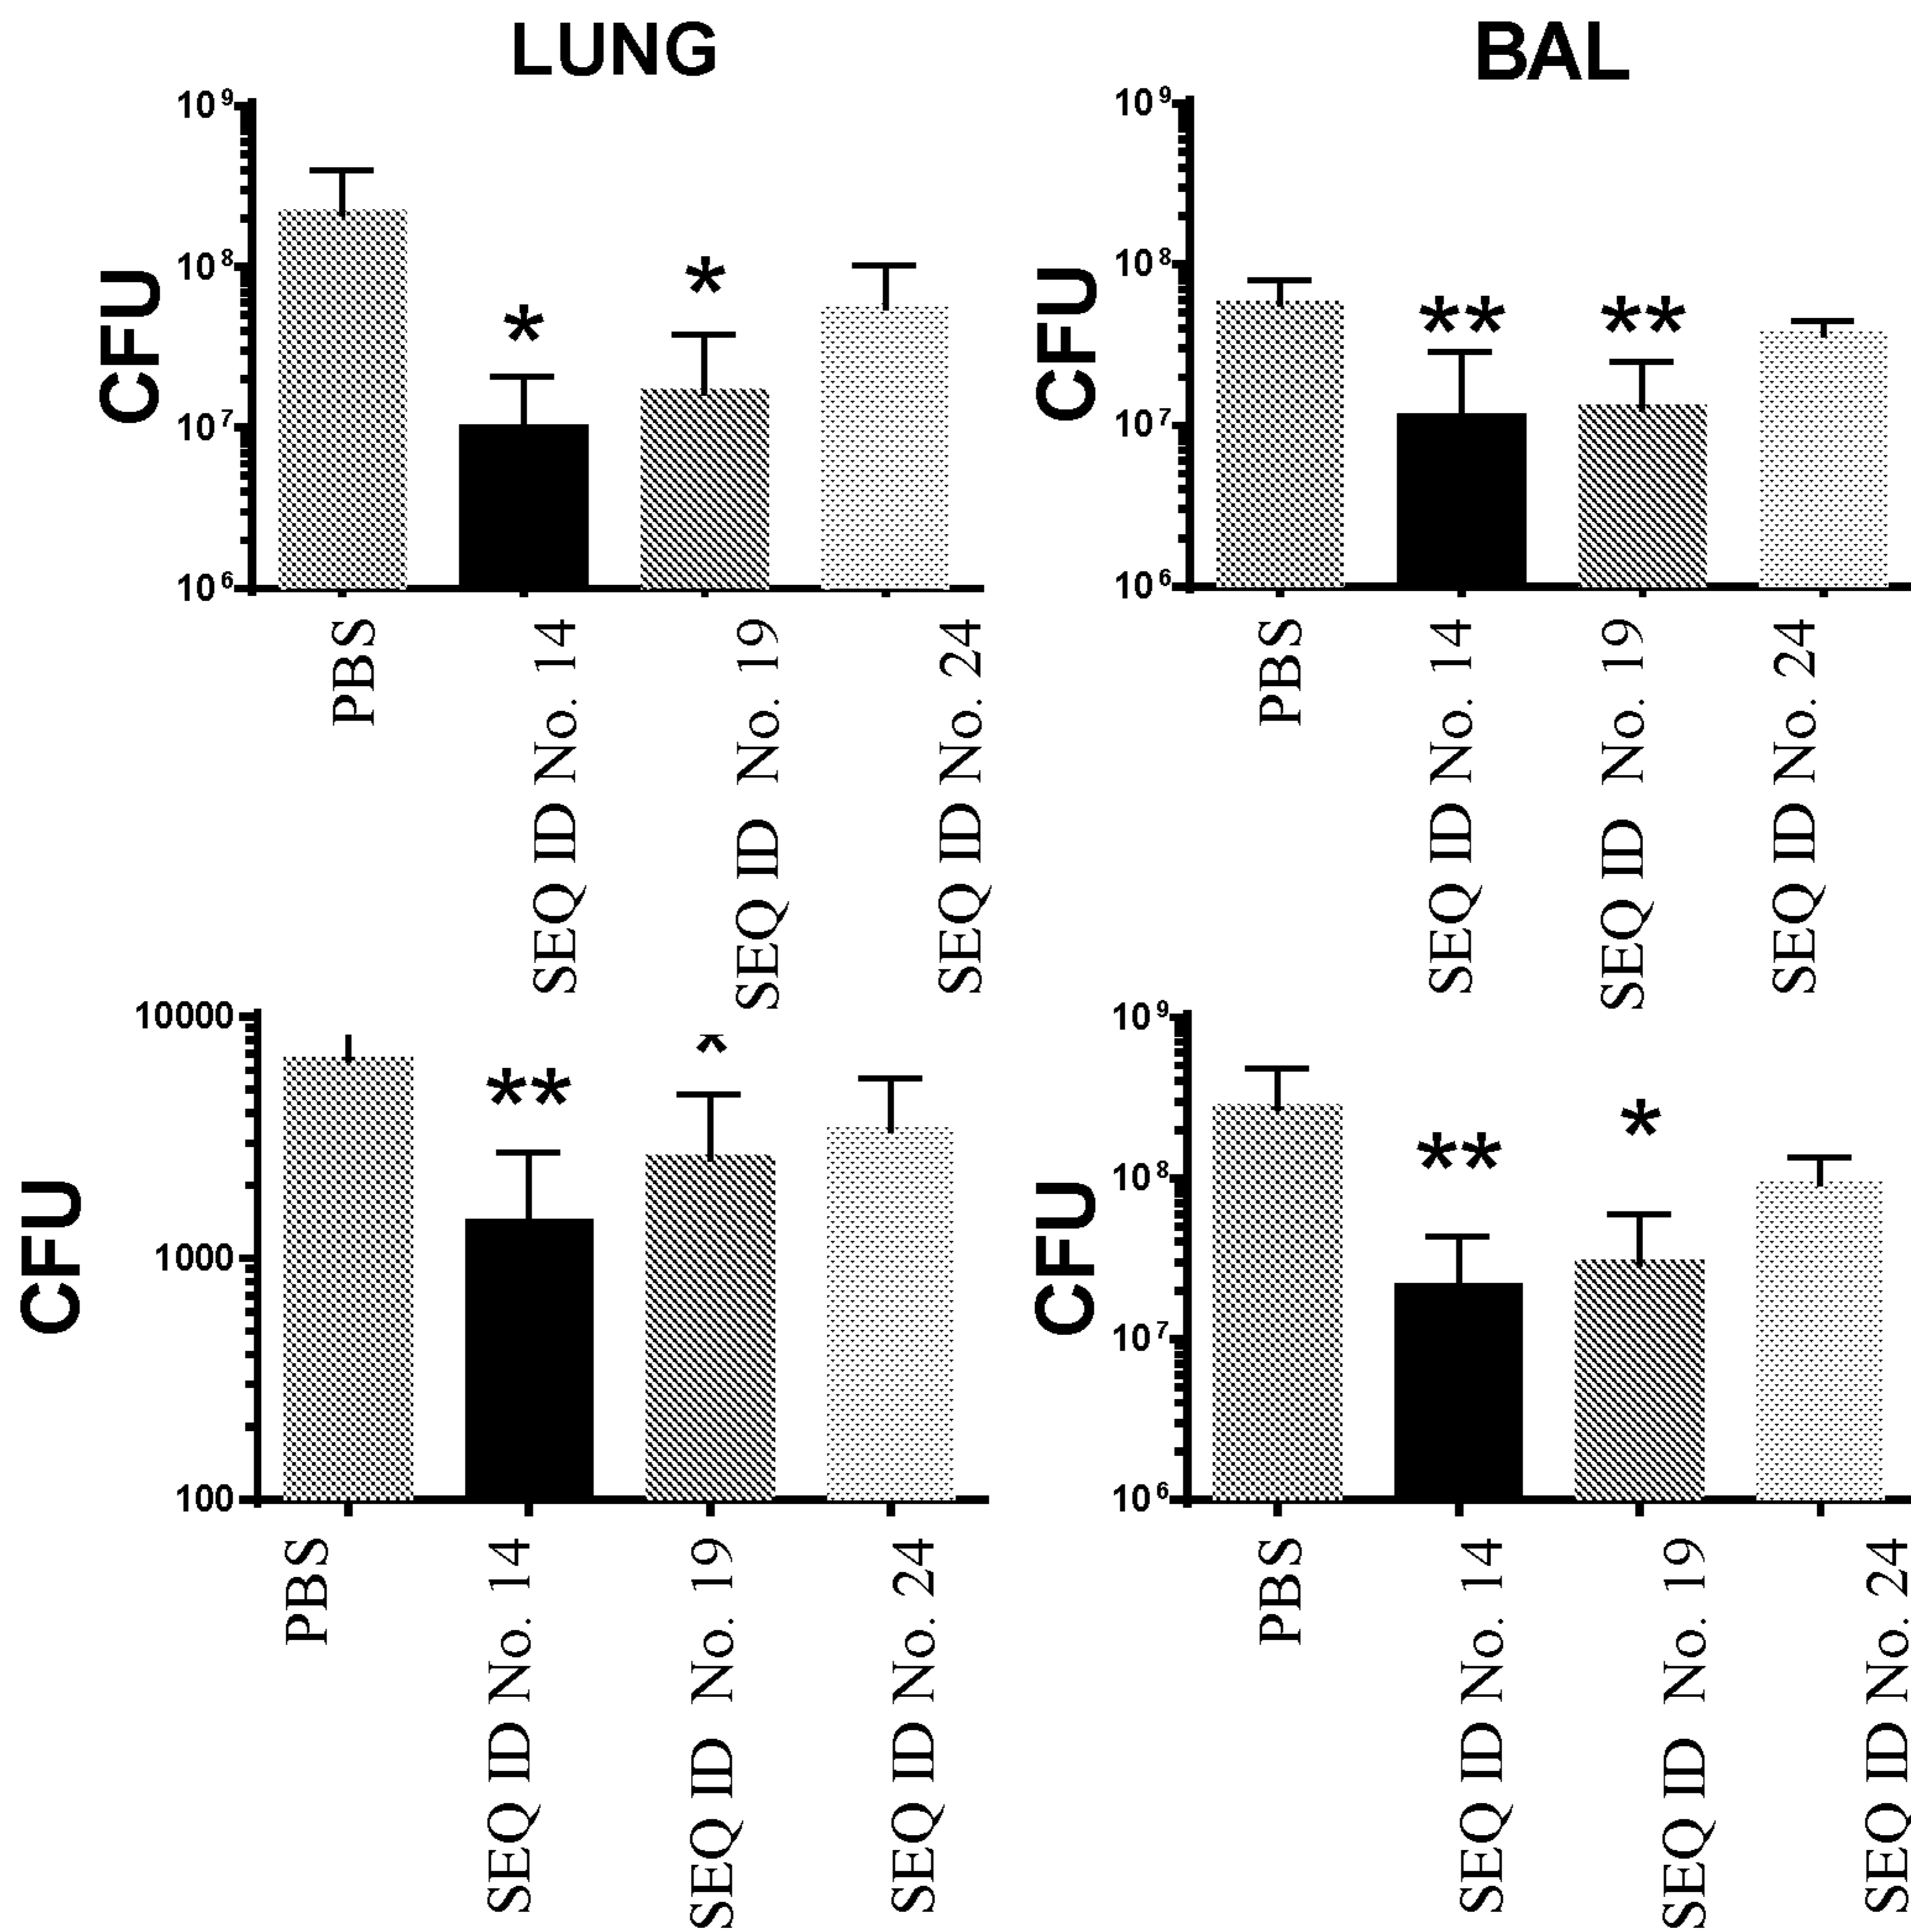 LUNG
BAL
CFU
10⁹
10⁸
10⁷
10⁶
*
*
PBS
SEQ ID No. 14
SEQ ID No. 19
SEQ ID No. 24
CFU
10⁹
10⁸
10⁷
10⁶
**
**
PBS
SEQ ID No. 14
SEQ ID No. 19
SEQ ID No. 24
CFU
10000
1000
100
**
*
PBS
SEQ ID No. 14
SEQ ID No. 19
SEQ ID No. 24
CFU
10⁹
10⁸
10⁷
10⁶
**
*
PBS
SEQ ID No. 14
SEQ ID No. 19
SEQ ID No. 24